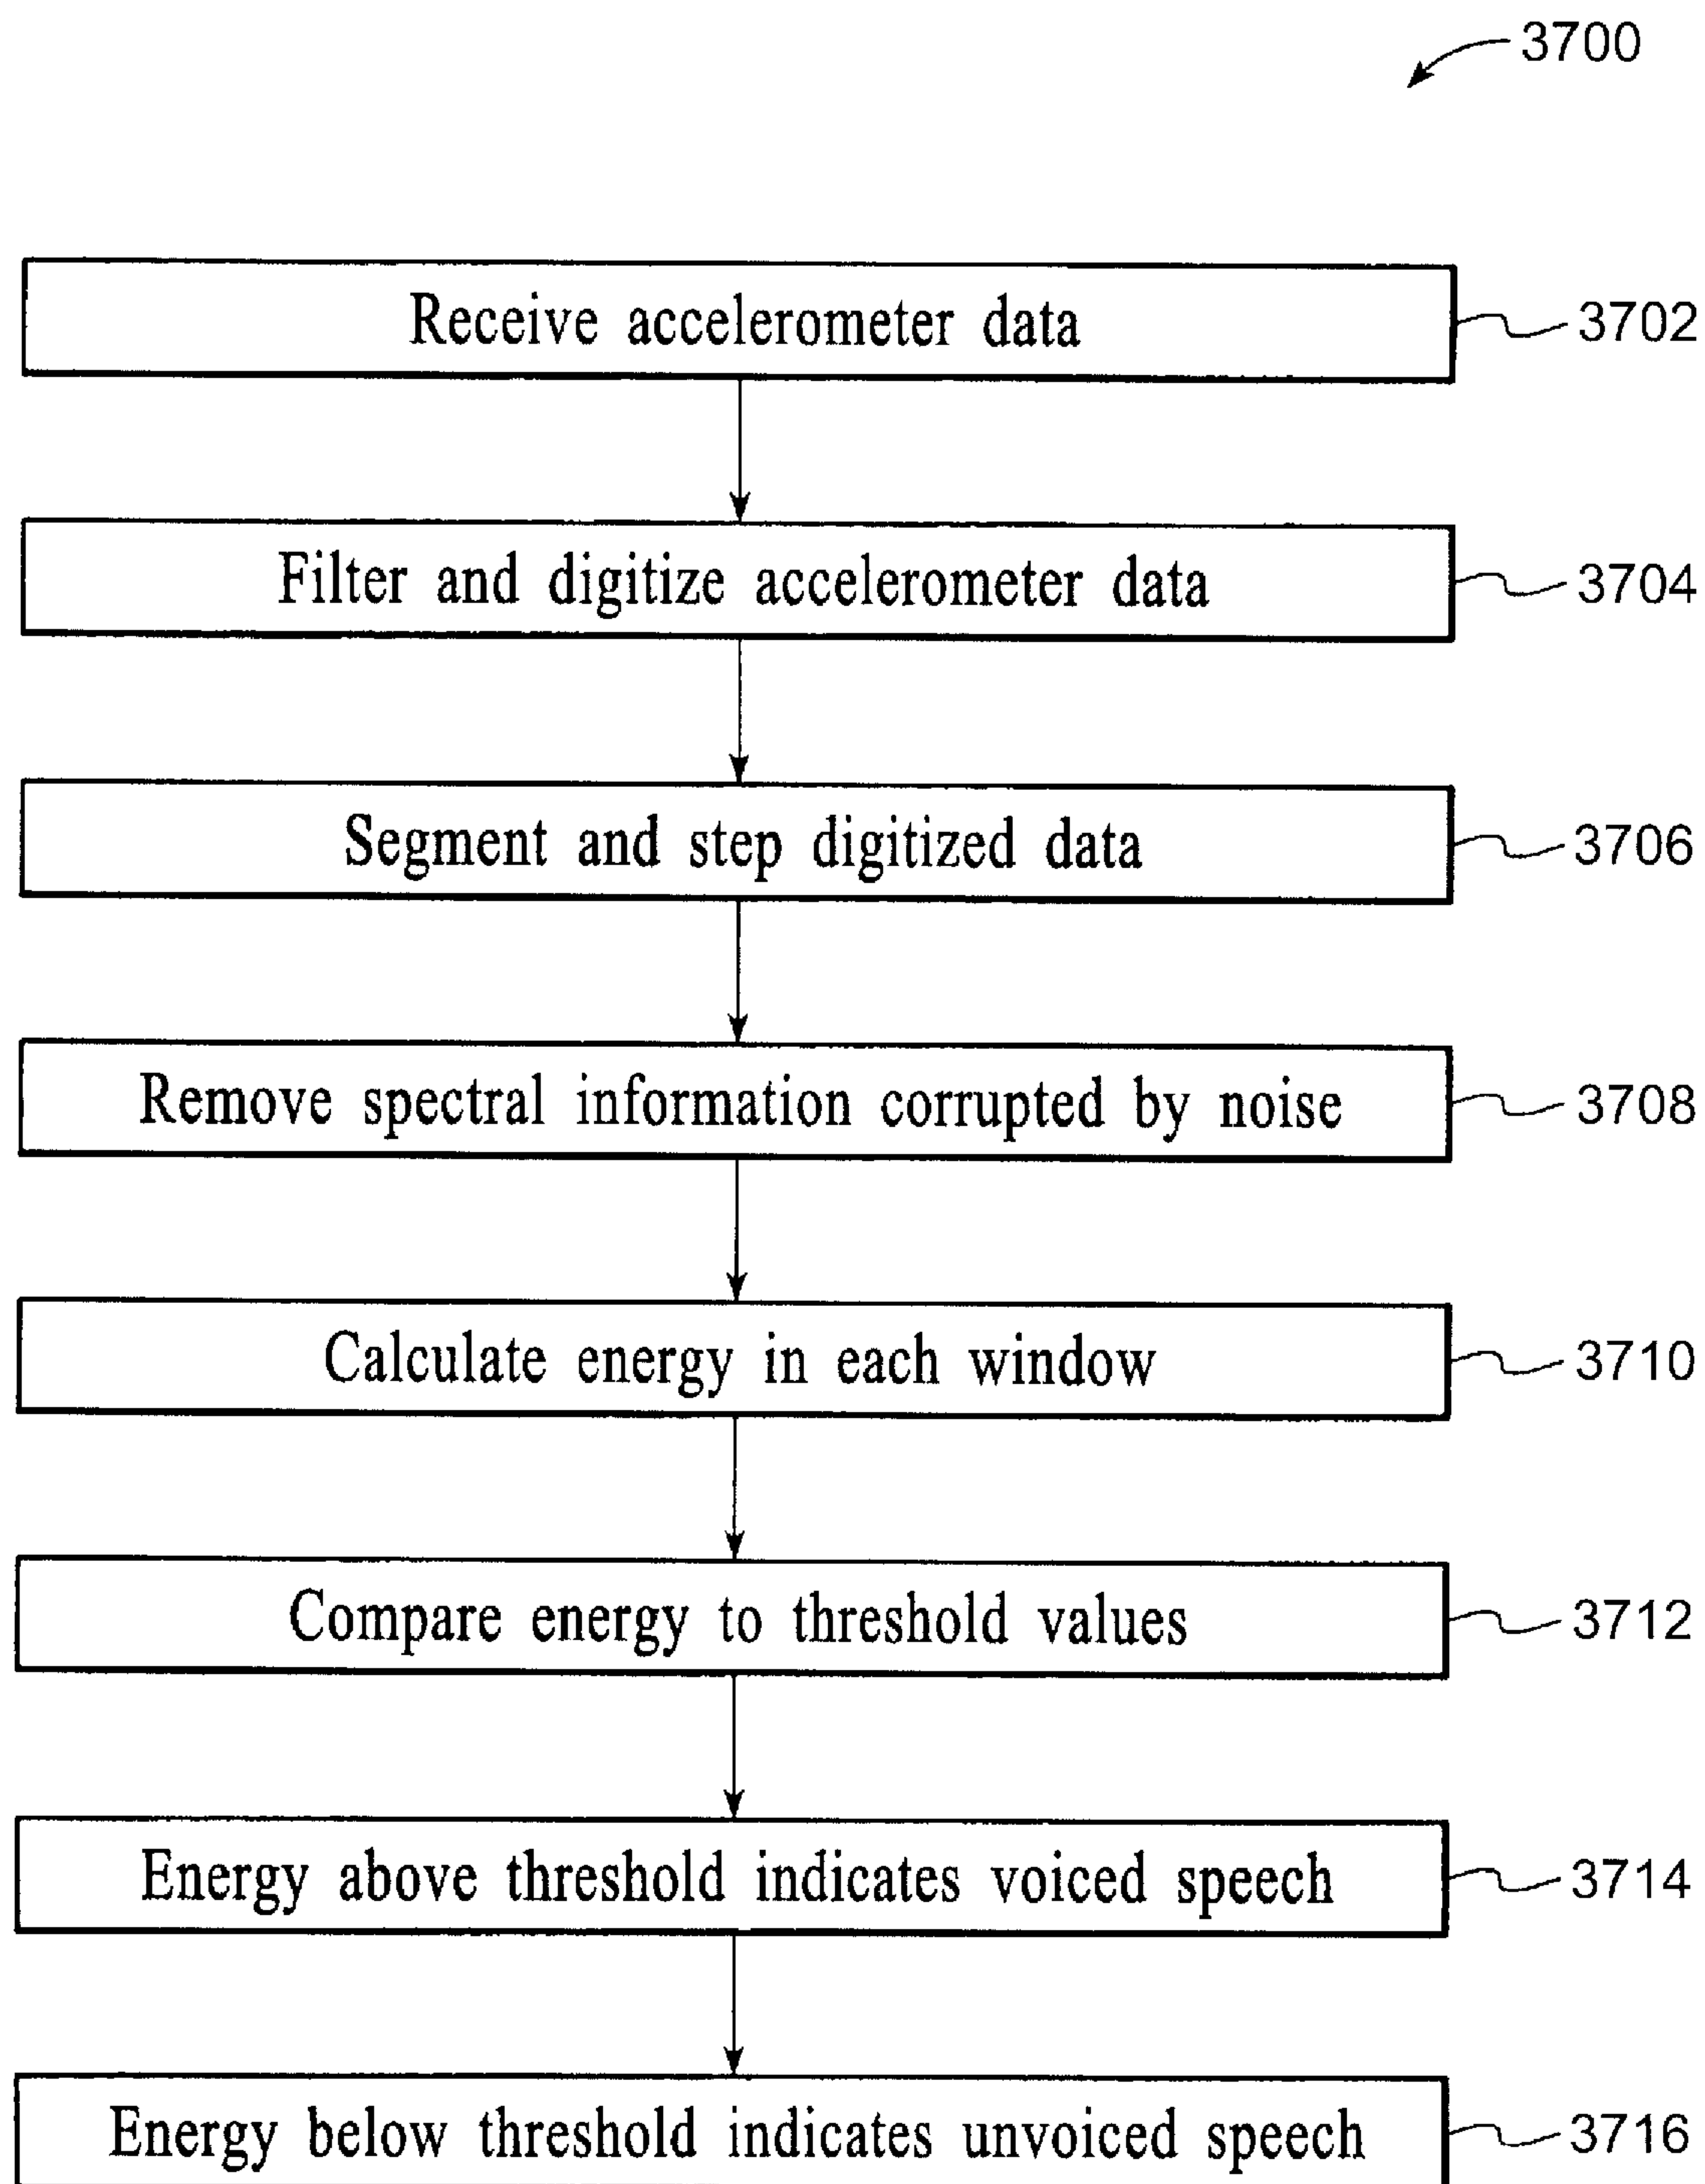 3700
Receive accelerometer data
3702
Filter and digitize accelerometer data
3704
Segment and step digitized data
3706
Remove spectral information corrupted by noise
3708
Calculate energy in each window
3710
Compare energy to threshold values
3712
Energy above threshold indicates voiced speech
3714
Energy below threshold indicates unvoiced speech
3716